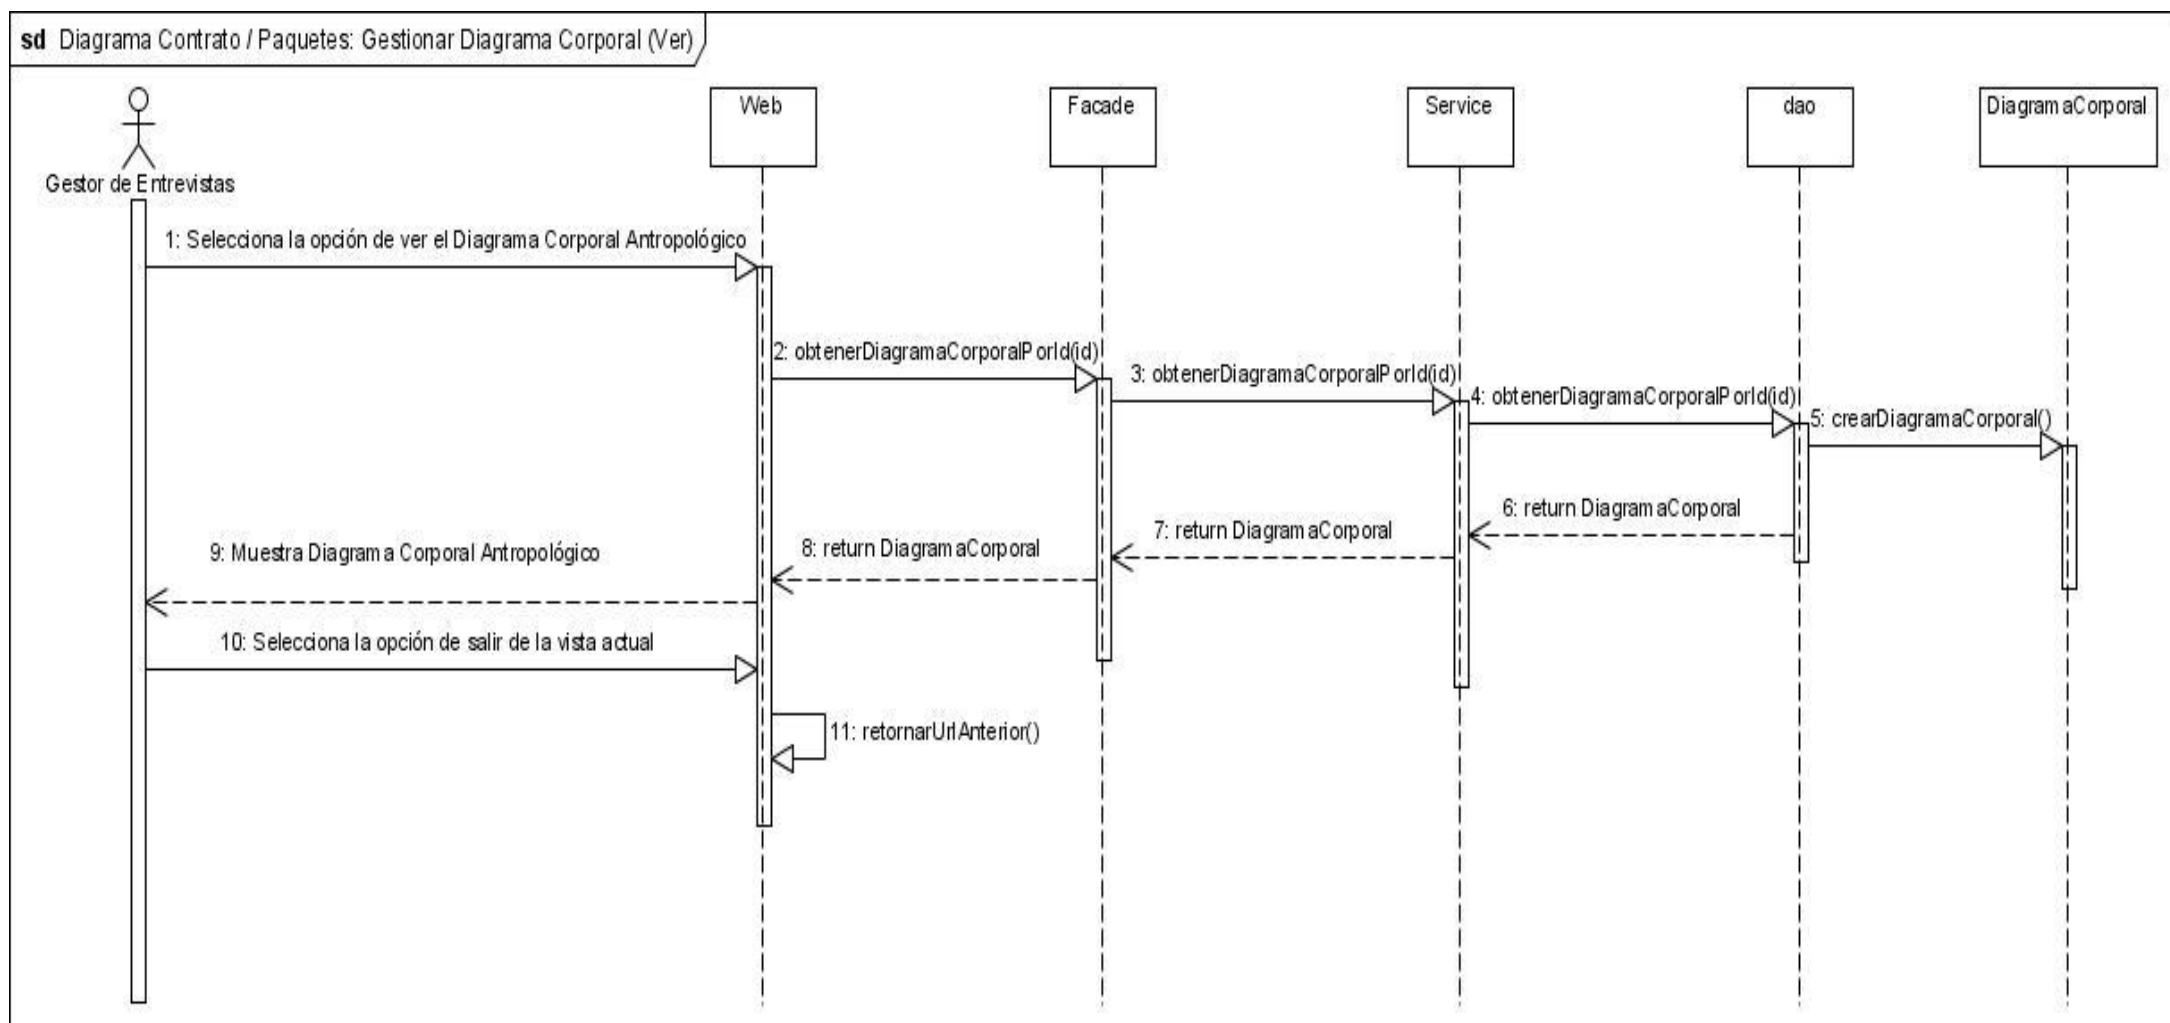 sd Diagrama Contrato / Paquetes: Gestionar Diagrama Corporal (Ver)
Gestor de Entrevistas
Web
Facade
Service
dao
DiagramaCorporal
1: Selecciona la opción de ver el Diagrama Corporal Antropológico
2: obtenerDiagramaCorporalPorId(id)
3: obtenerDiagramaCorporalPorId(id)
4: obtenerDiagramaCorporalPorId(id)
5: crearDiagramaCorporal()
6: return DiagramaCorporal
7: return DiagramaCorporal
8: return DiagramaCorporal
9: Muestra Diagrama Corporal Antropológico
10: Selecciona la opción de salir de la vista actual
11: retornarUrlAnterior()